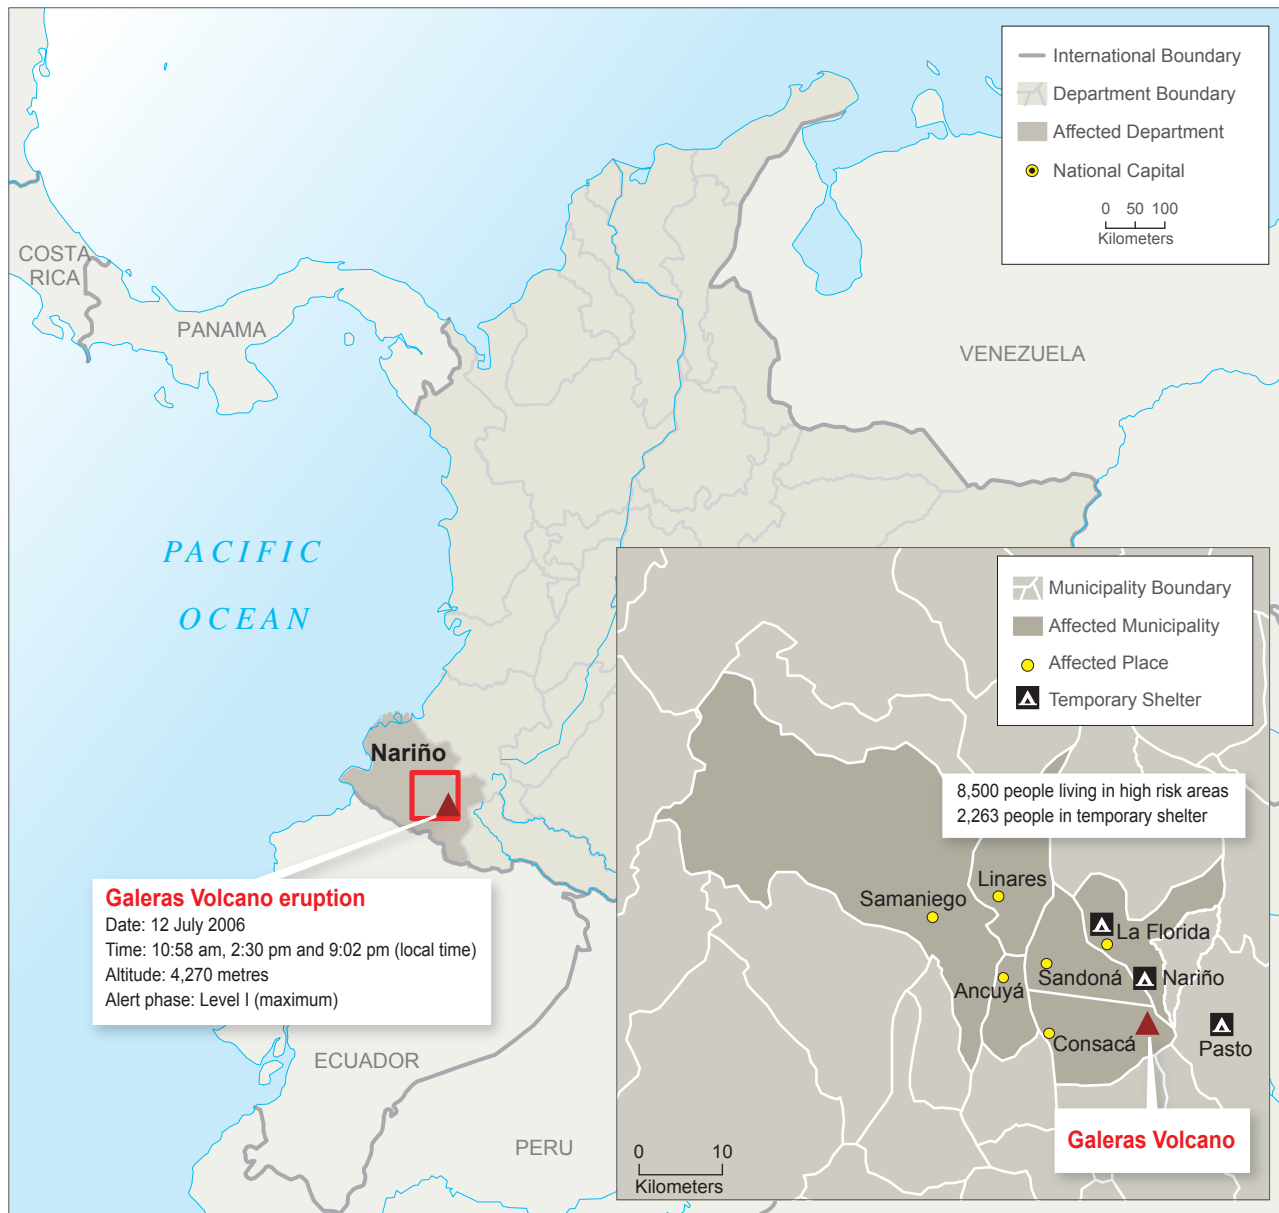 International Boundary
Department Boundary
Affected Department
National Capital
0 50 100
Kilometers
COSTA
RICA
PANAMA
VENEZUELA
PACIFIC
OCEAN
Nariño
Galeras Volcano eruption
Date: 12 July 2006
Time: 10:58 am, 2:30 pm and 9:02 pm (local time)
Altitude: 4,270 metres
Alert phase: Level I (maximum)
ECUADOR
PERU
Municipality Boundary
Affected Municipality
Affected Place
Temporary Shelter
8,500 people living in high risk areas
2,263 people in temporary shelter
Linares
Samaniego
La Florida
Sandoná
Nariño
Ancuyá
Consacá
Pasto
Galeras Volcano
0 10
Kilometers